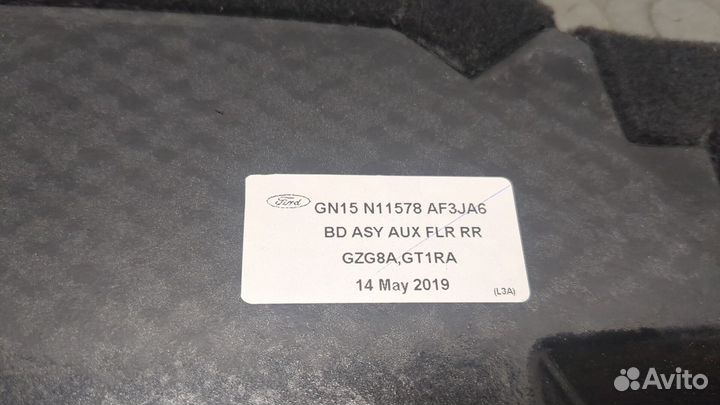 Ford GN15 N11578 AF3JA6
BD ASY AUX FLR RR
GZG8A,GT1RA
14 May 2019
(L3A)
Avito